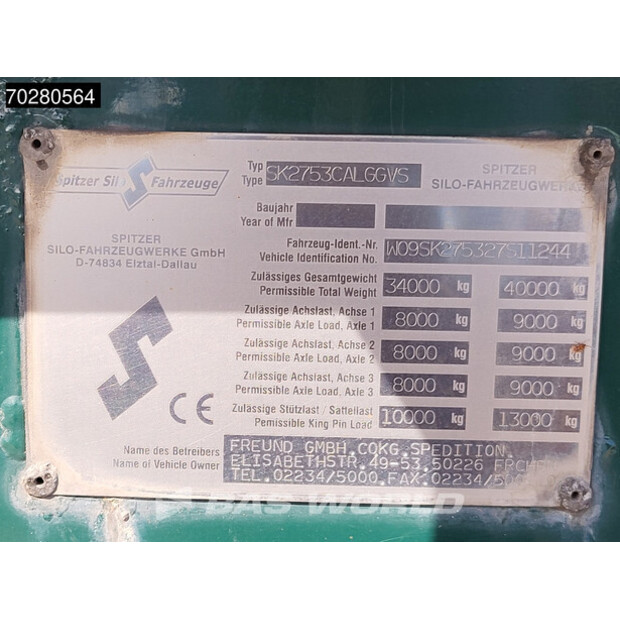 70280564
Spitzer Silo Fahrzeuge
Typ
Type
SK2753CALGGVS
SPITZER
SILO-FAHRZEUGWERKE
Baujahr
Year of Mfr
SPITZER
SILO-FAHRZEUGWERKE GmbH
D-74834 Elztal-Dallau
Fahrzeug-Ident.-Nr.
Vehicle Identification No.
W09SK275327S11244
Zulässiges Gesamtgewicht
Permissible Total Weight
34000 kg 40000 kg
Zulässige Achslast, Achse 1
Permissible Axle Load, Axle 1
8000 kg 9000 kg
Zulässige Achslast, Achse 2
Permissible Axle Load, Axle 2
8000 kg 9000 kg
Zulässige Achslast, Achse 3
Permissible Axle Load, Axle 3
8000 kg 9000 kg
Zulässige Stützlast / Sattellast
Pemissible King Pin Load
10000 kg 13000 kg
CE
Name des Betreibers
Name of Vehicle Owner
FREUND GMBH.COKG.SPEDITION.
ELISABETHSTR.49-53.50226
TEL.02234/5000.FAX.02234/
BAS WORLD